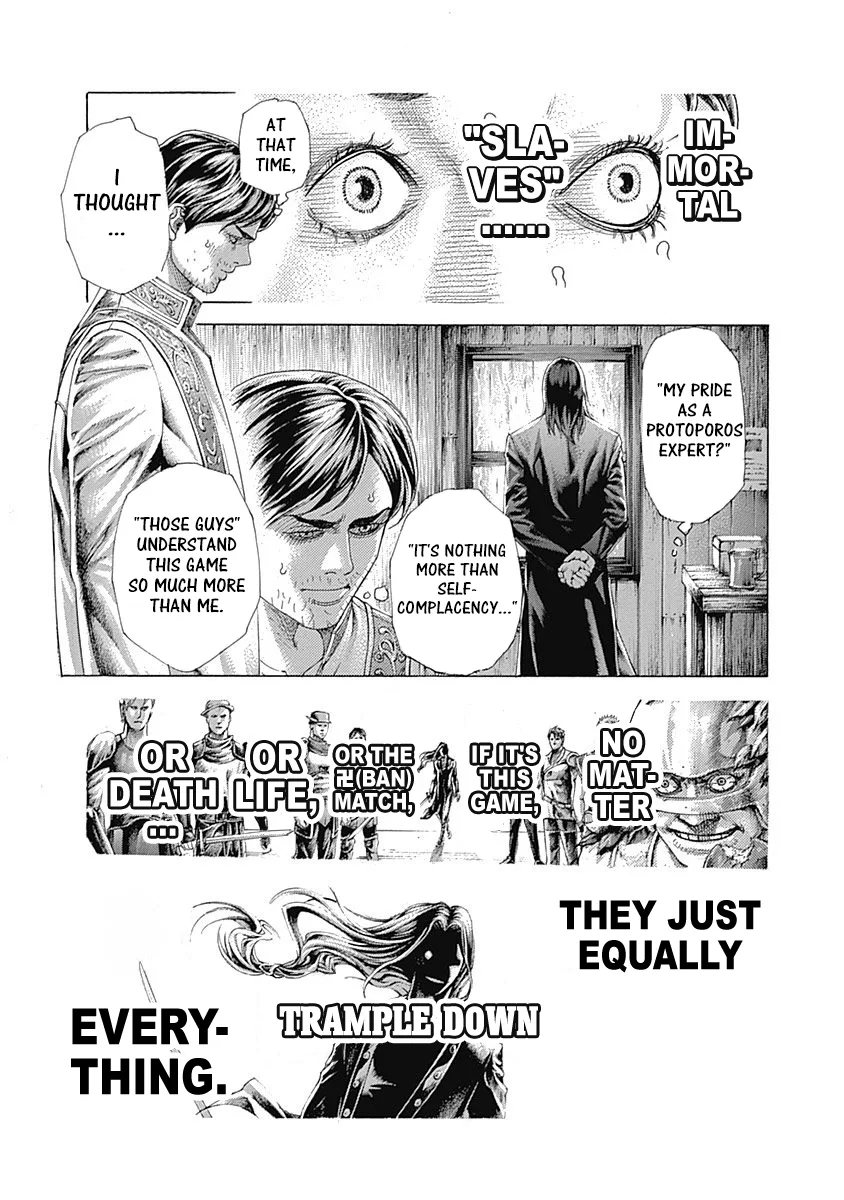 IM-
MOR-
TAL
"SLA-
VES"
......
AT
THAT
TIME,
I
THOUGHT
...
"MY PRIDE
AS A
PROTOPOROS
EXPERT?"
"IT'S NOTHING
MORE THAN
SELF-
COMPLACENCY..."
"THOSE GUYS"
UNDERSTAND
THIS GAME
SO MUCH MORE
THAN ME.
NO
MAT-
TER
IF IT'S
THIS
GAME,
OR THE
卍(BAN)
MATCH,
OR
LIFE,
OR
DEATH
...
THEY JUST
EQUALLY
TRAMPLE DOWN
EVERY-
THING.